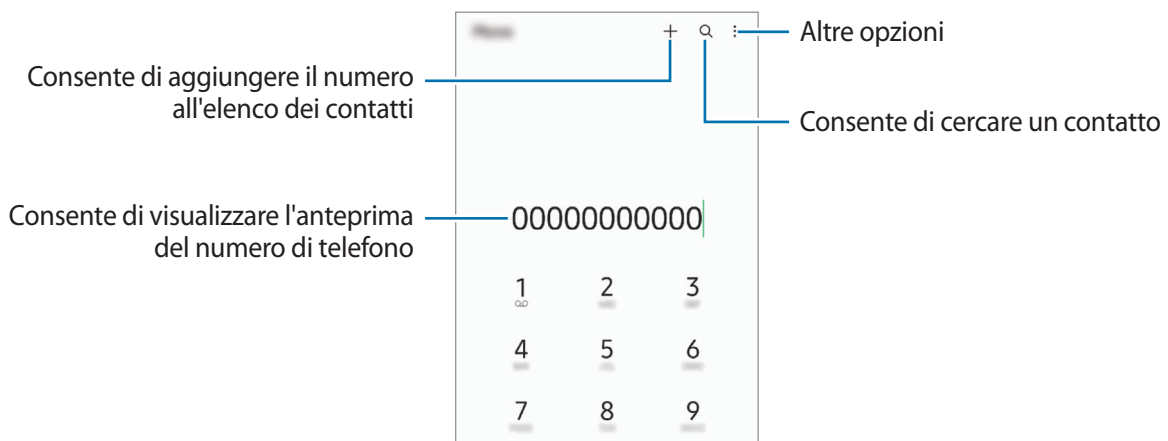 Altre opzioni
Consente di aggiungere il numero
all'elenco dei contatti
Consente di cercare un contatto
Consente di visualizzare l'anteprima
del numero di telefono
00000000000
1 2 3
4 5 6
7 8 9